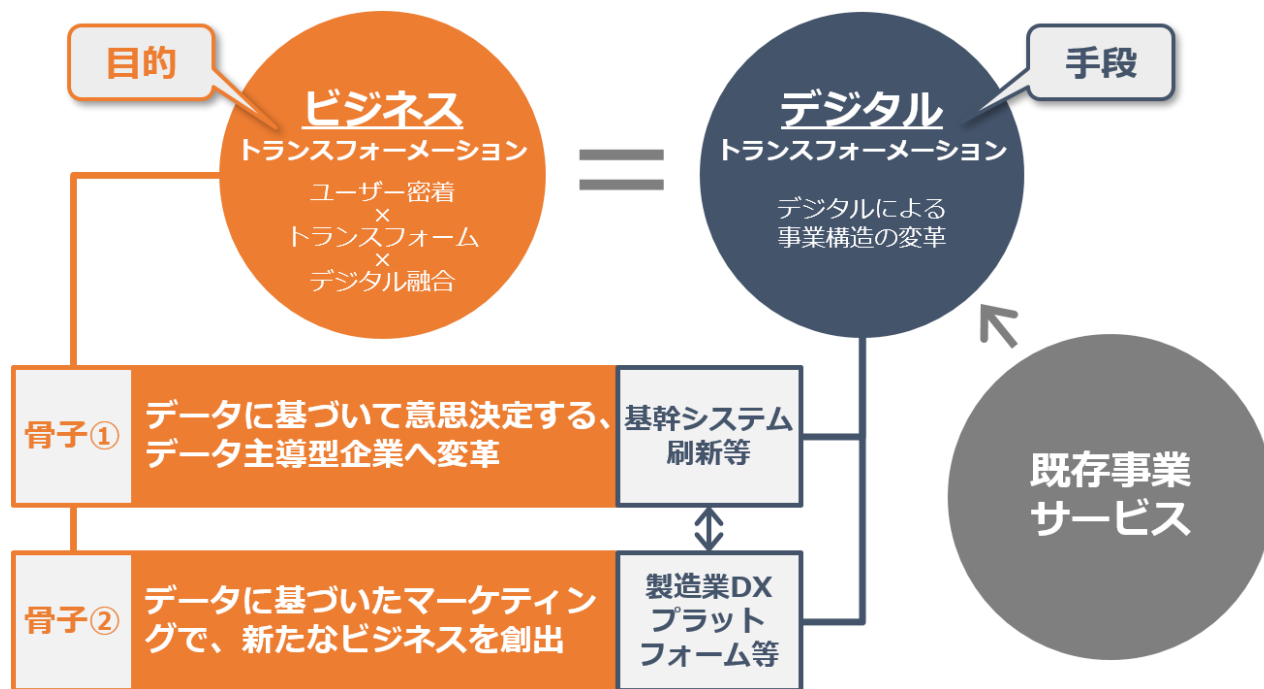 目的
ビジネス
トランスフォーメーション
ユーザー密着
×
トランスフォーム
×
デジタル融合
＝
手段
デジタル
トランスフォーメーション
デジタルによる
事業構造の変革
骨子①
データに基づいて意思決定する、
データ主導型企業へ変革
基幹システム
刷新等
骨子②
データに基づいたマーケティン
グで、新たなビジネスを創出
製造業DX
プラット
フォーム等
既存事業
サービス